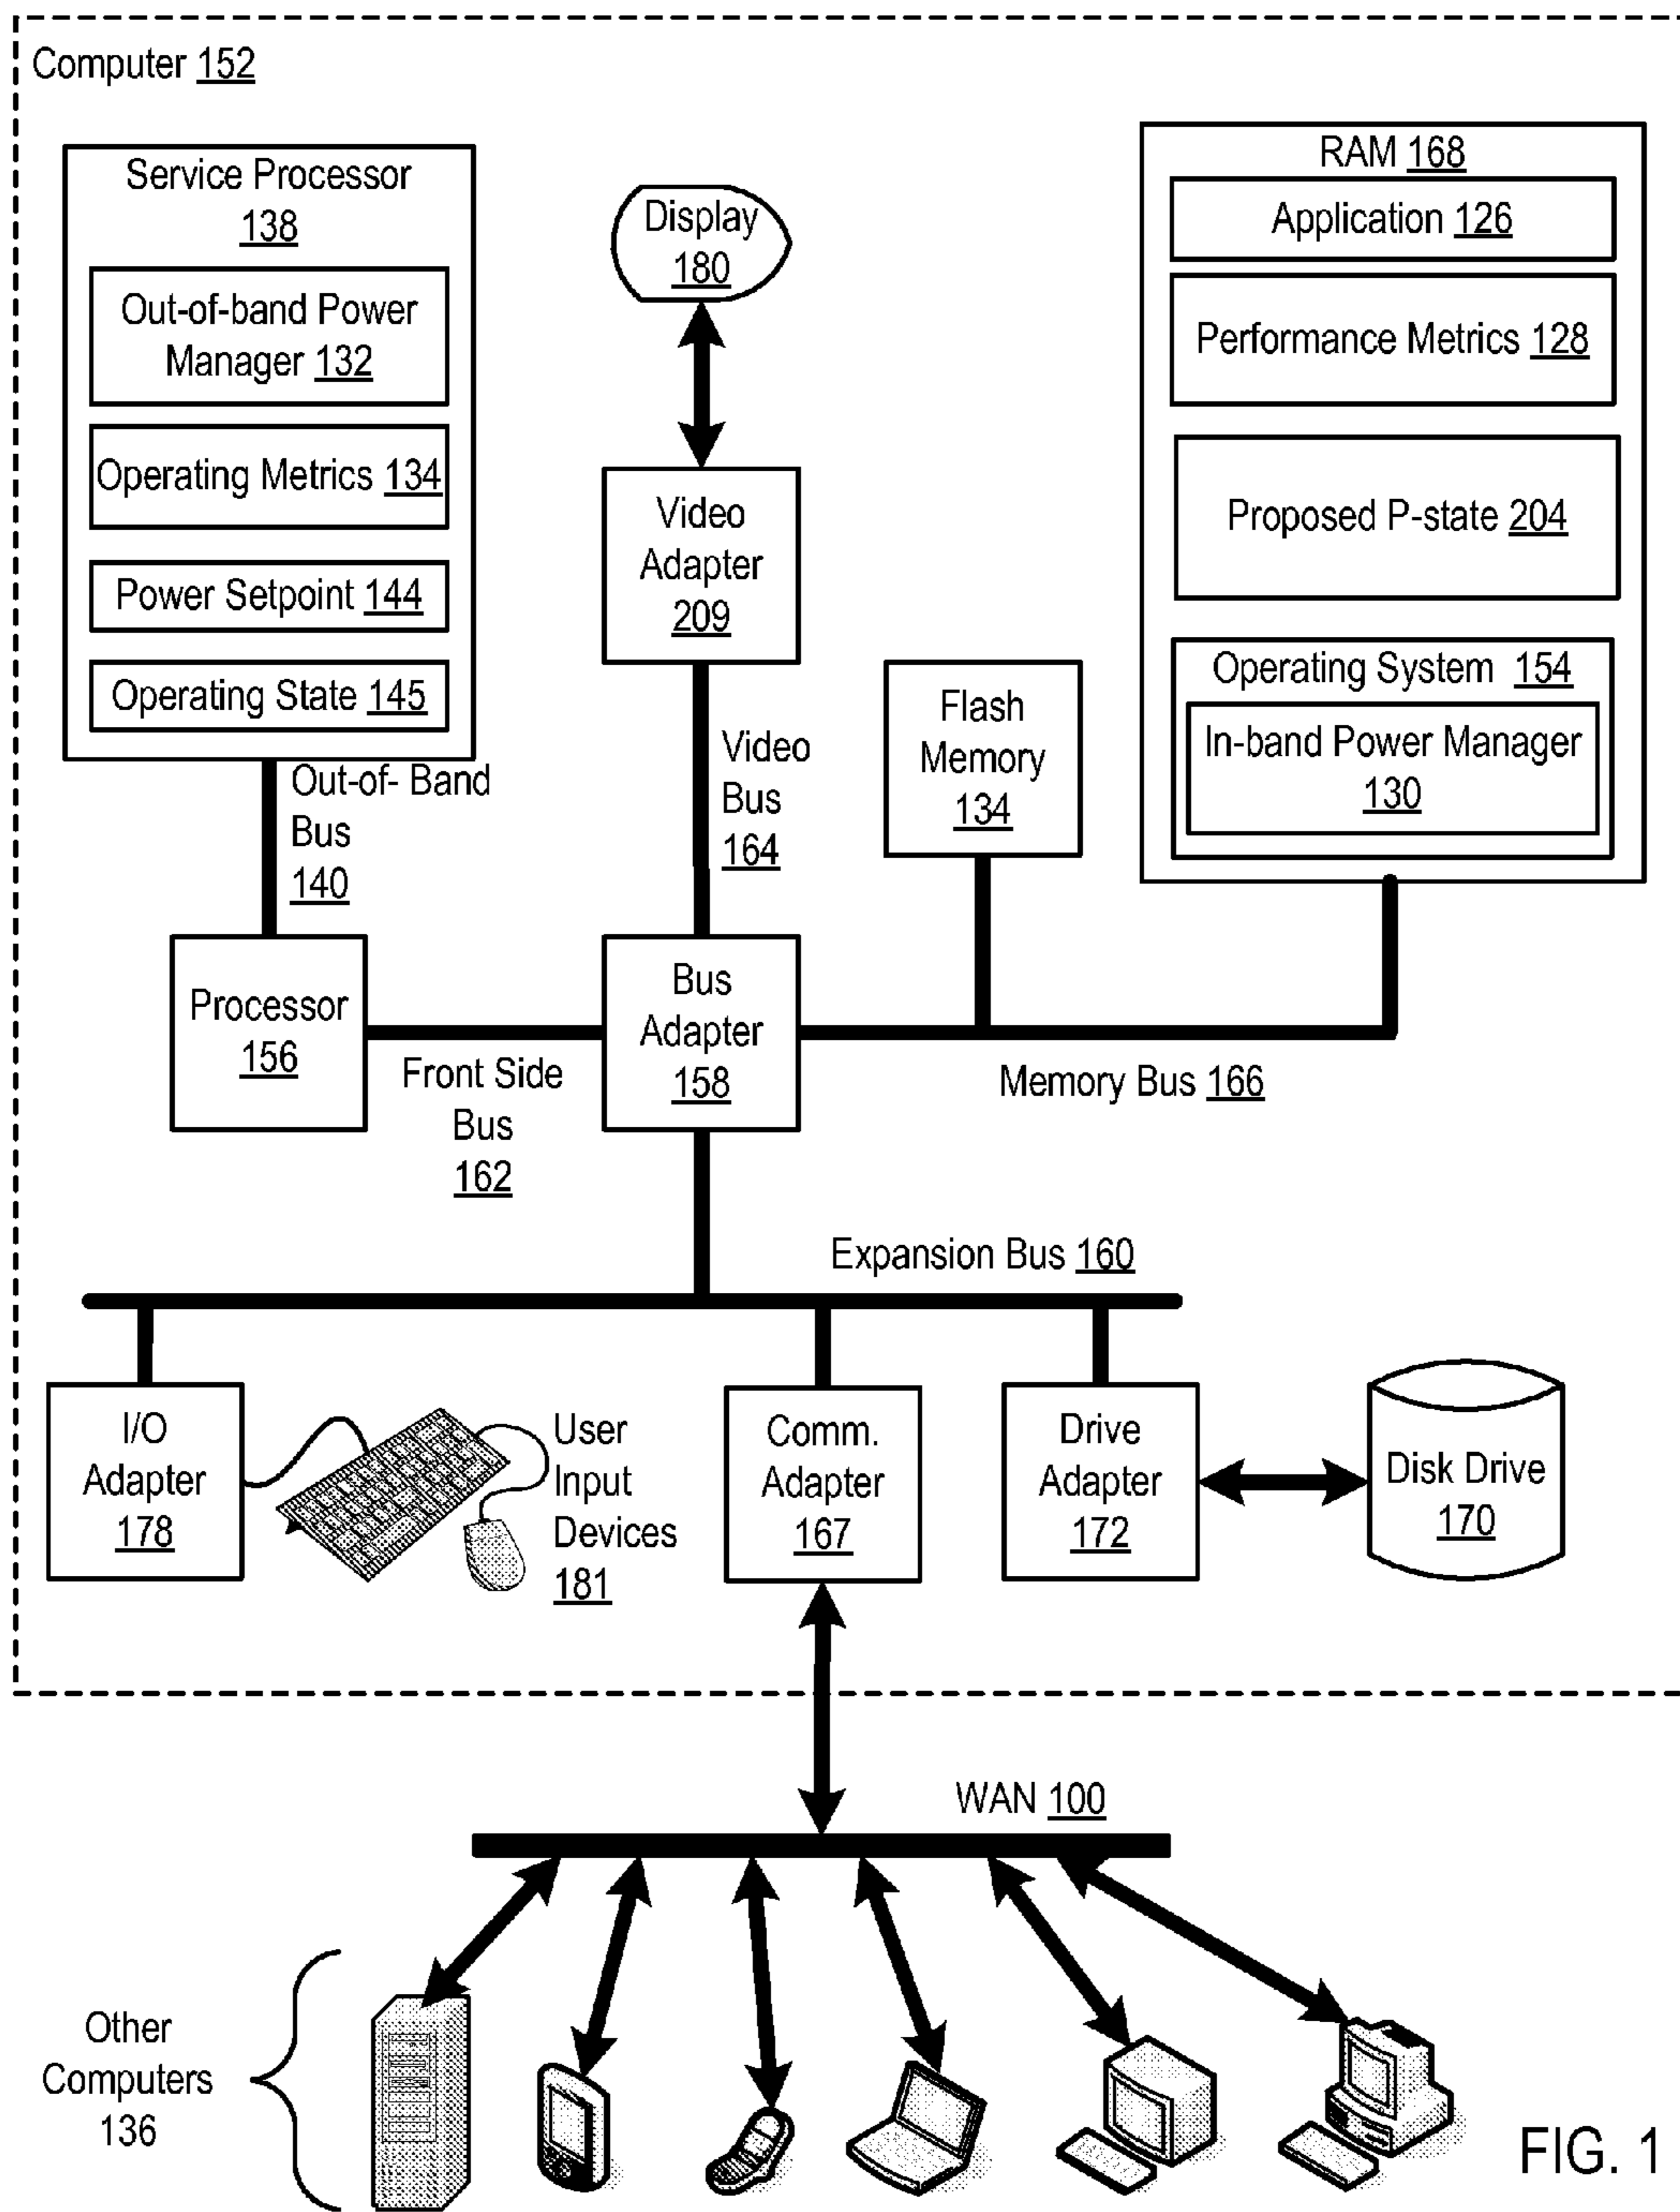 Computer 152
Service Processor
138
Out-of-band Power
Manager 132
Operating Metrics 134
Power Setpoint 144
Operating State 145
Out-of- Band
Bus
140
Display
180
Video
Adapter
209
Video
Bus
164
Flash
Memory
134
RAM 168
Application 126
Performance Metrics 128
Proposed P-state 204
Operating System 154
In-band Power Manager
130
Processor
156
Front Side
Bus
162
Bus
Adapter
158
Memory Bus 166
Expansion Bus 160
I/O
Adapter
178
User
Input
Devices
181
Comm.
Adapter
167
Drive
Adapter
172
Disk Drive
170
WAN 100
Other
Computers
136
FIG. 1